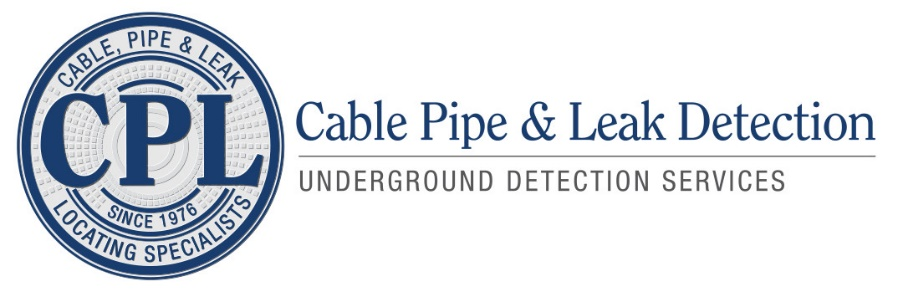 CABLE, PIPE & LEAK
CPL
SINCE 1976
LOCATING SPECIALISTS
Cable Pipe & Leak Detection
UNDERGROUND DETECTION SERVICES